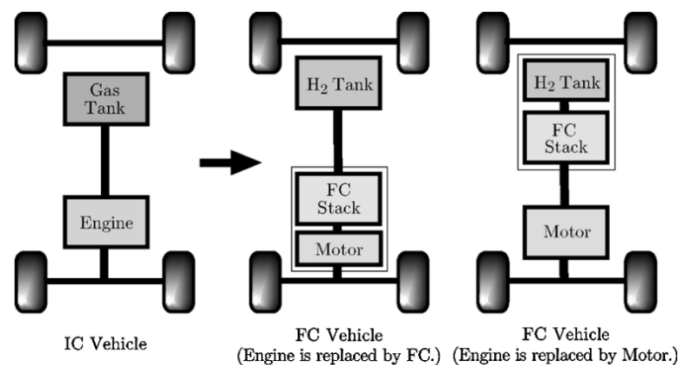 Gas
Tank
Engine
IC Vehicle
H₂ Tank
FC
Stack
Motor
FC Vehicle
(Engine is replaced by FC.)
H₂ Tank
FC
Stack
Motor
FC Vehicle
(Engine is replaced by Motor.)